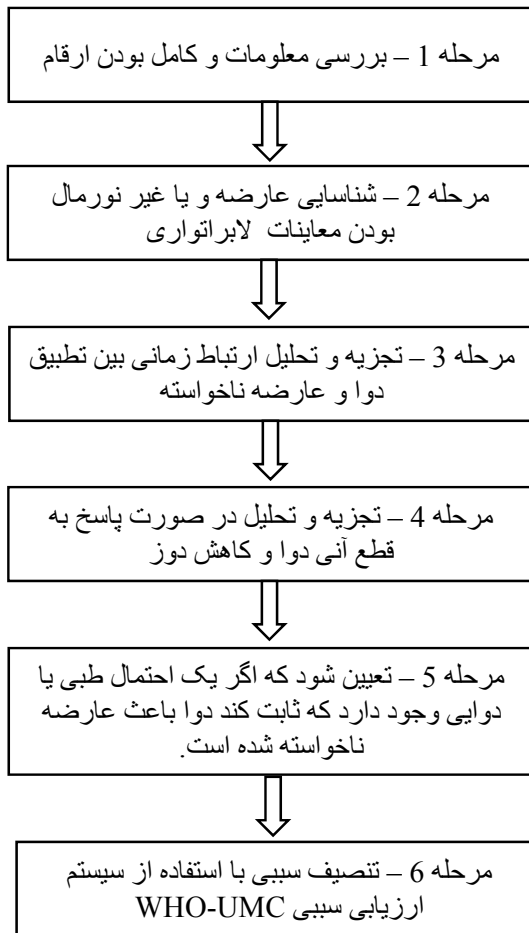 مرحله 1 – بررسی معلومات و کامل بودن ارقام
مرحله 2 – شناسایی عارضه و یا غیر نورمال
بودن معاینات لابراتواری
مرحله 3 – تجزیه و تحلیل ارتباط زمانی بین تطبیق
دوا و عارضه ناخواسته
مرحله 4 – تجزیه و تحلیل در صورت پاسخ به
قطع آنی دوا و کاهش دوز
مرحله 5 – تعیین شود که اگر یک احتمال طبی یا
دوایی وجود دارد که ثابت کند دوا باعث عارضه
ناخواسته شده است.
مرحله 6 – تنصیف سببی با استفاده از سیستم
ارزیابی سببی WHO-UMC